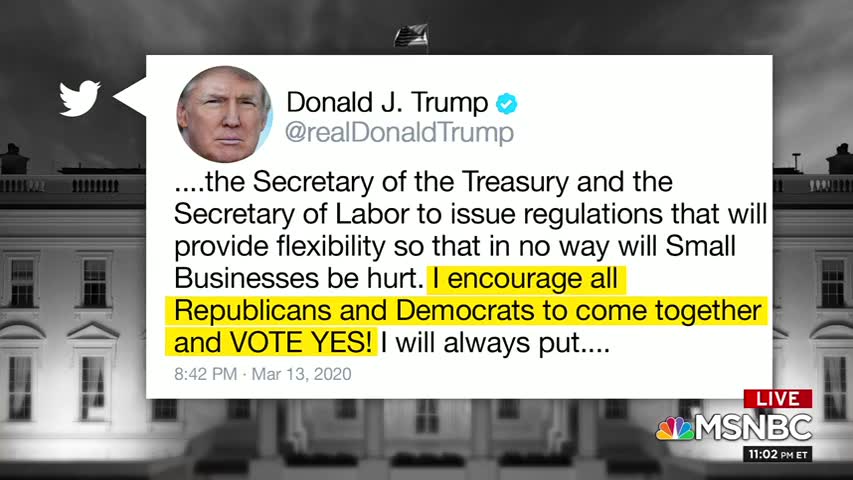 Donald J. Trump
@realDonaldTrump
....the Secretary of the Treasury and the
Secretary of Labor to issue regulations that will
provide flexibility so that in no way will Small
Businesses be hurt. I encourage all
Republicans and Democrats to come together
and VOTE YES! I will always put....
8:42 PM · Mar 13, 2020
LIVE
MSNBC
11:02 PM ET